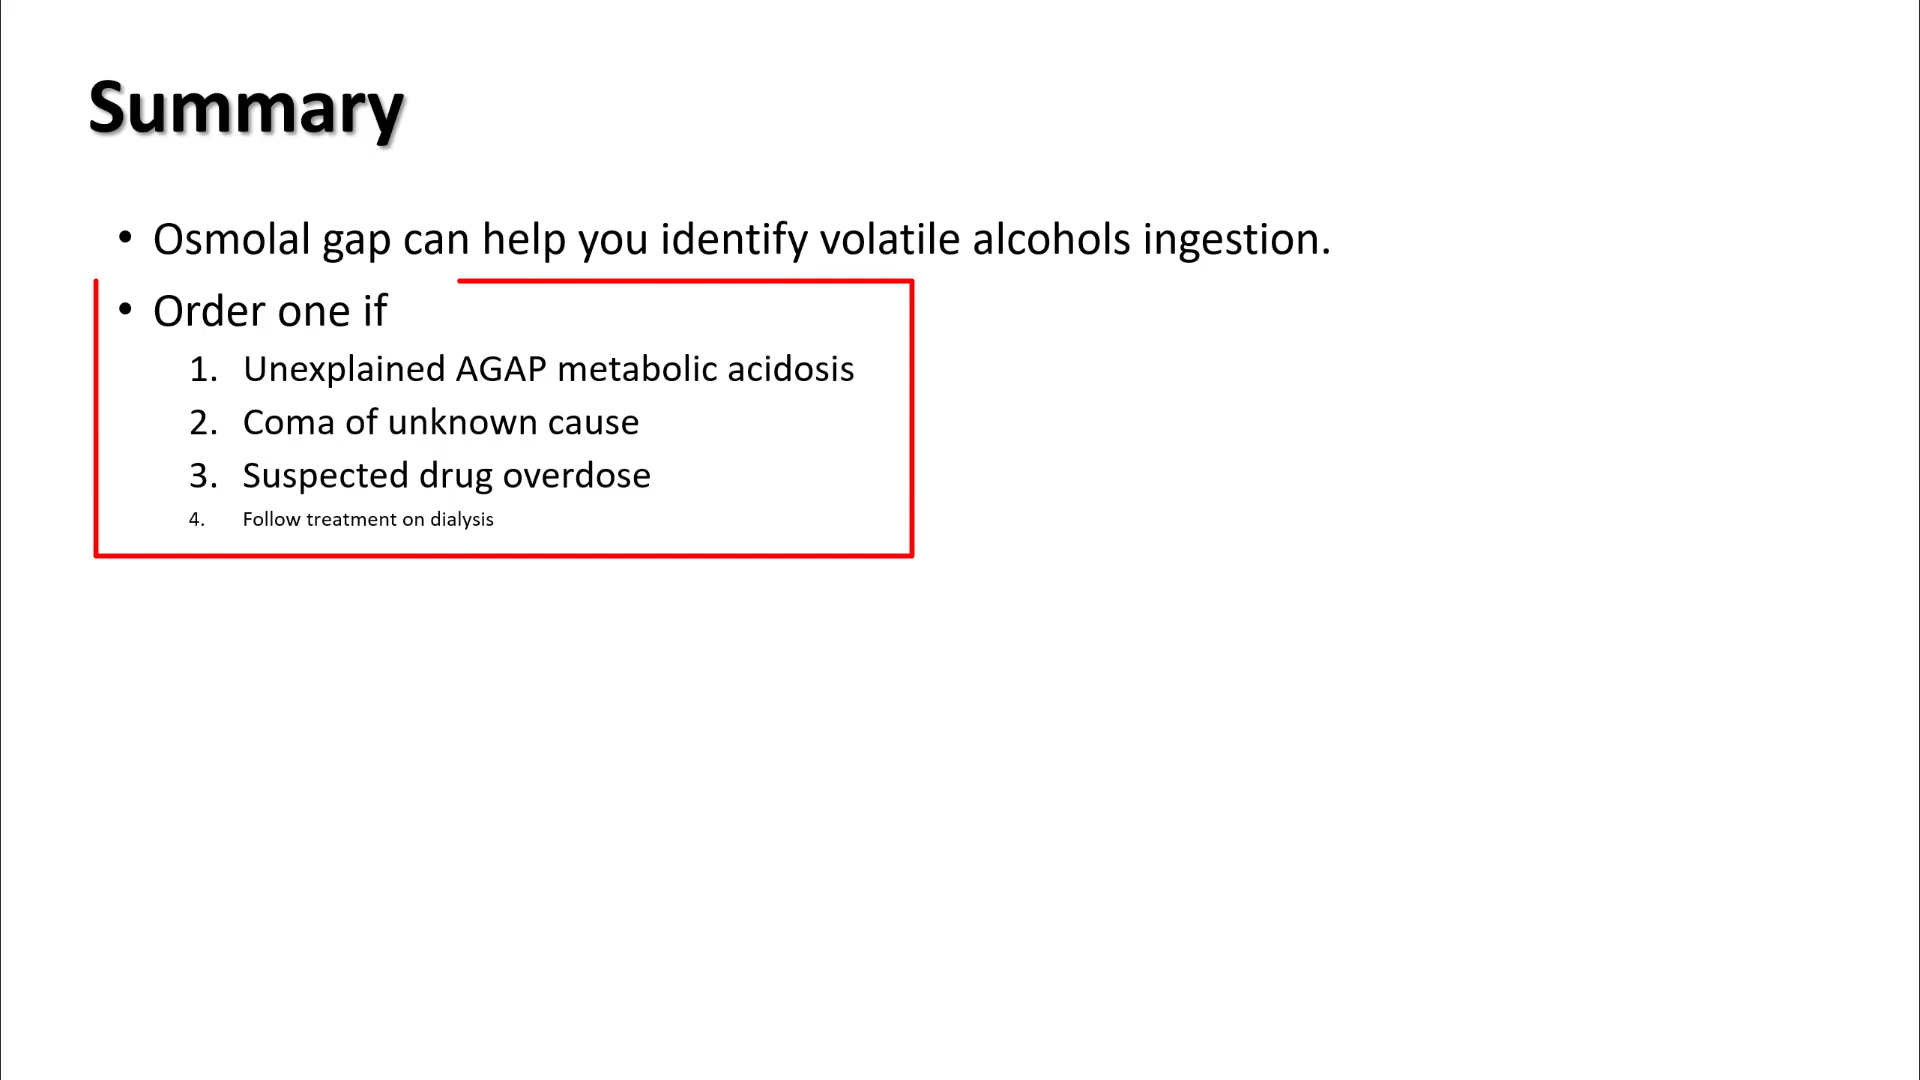 Summary
• Osmolal gap can help you identify volatile alcohols ingestion.
• Order one if
1. Unexplained AGAP metabolic acidosis
2. Coma of unknown cause
3. Suspected drug overdose
4. Follow treatment on dialysis